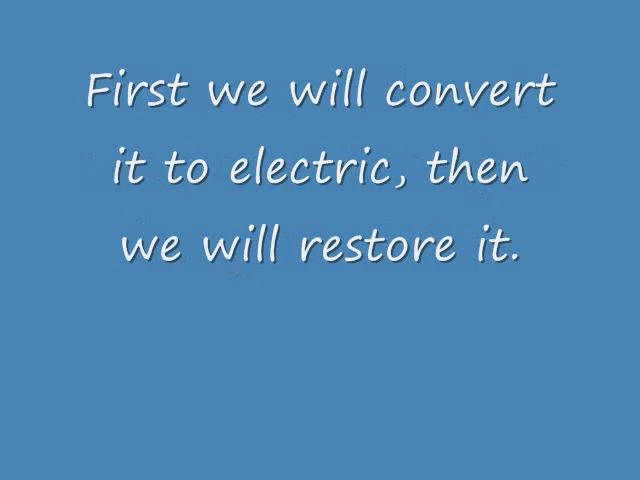 First we will convert
it to electric, then
we will restore it.